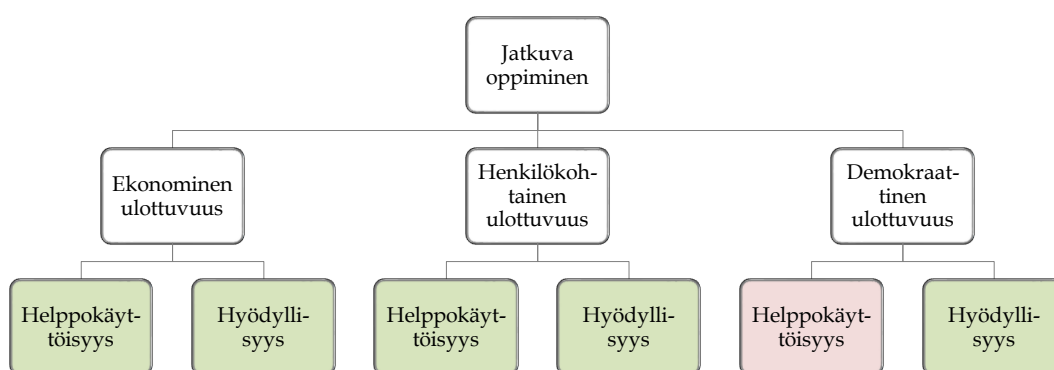 Jatkuva
oppiminen
Ekonominen
ulottuvuus
Henkilökoh-
tainen
ulottuvuus
Demokraat-
tinen
ulottuvuus
Helppokäyt-
töisyys
Hyödylli-
syys
Helppokäyt-
töisyys
Hyödylli-
syys
Helppokäyt-
töisyys
Hyödylli-
syys